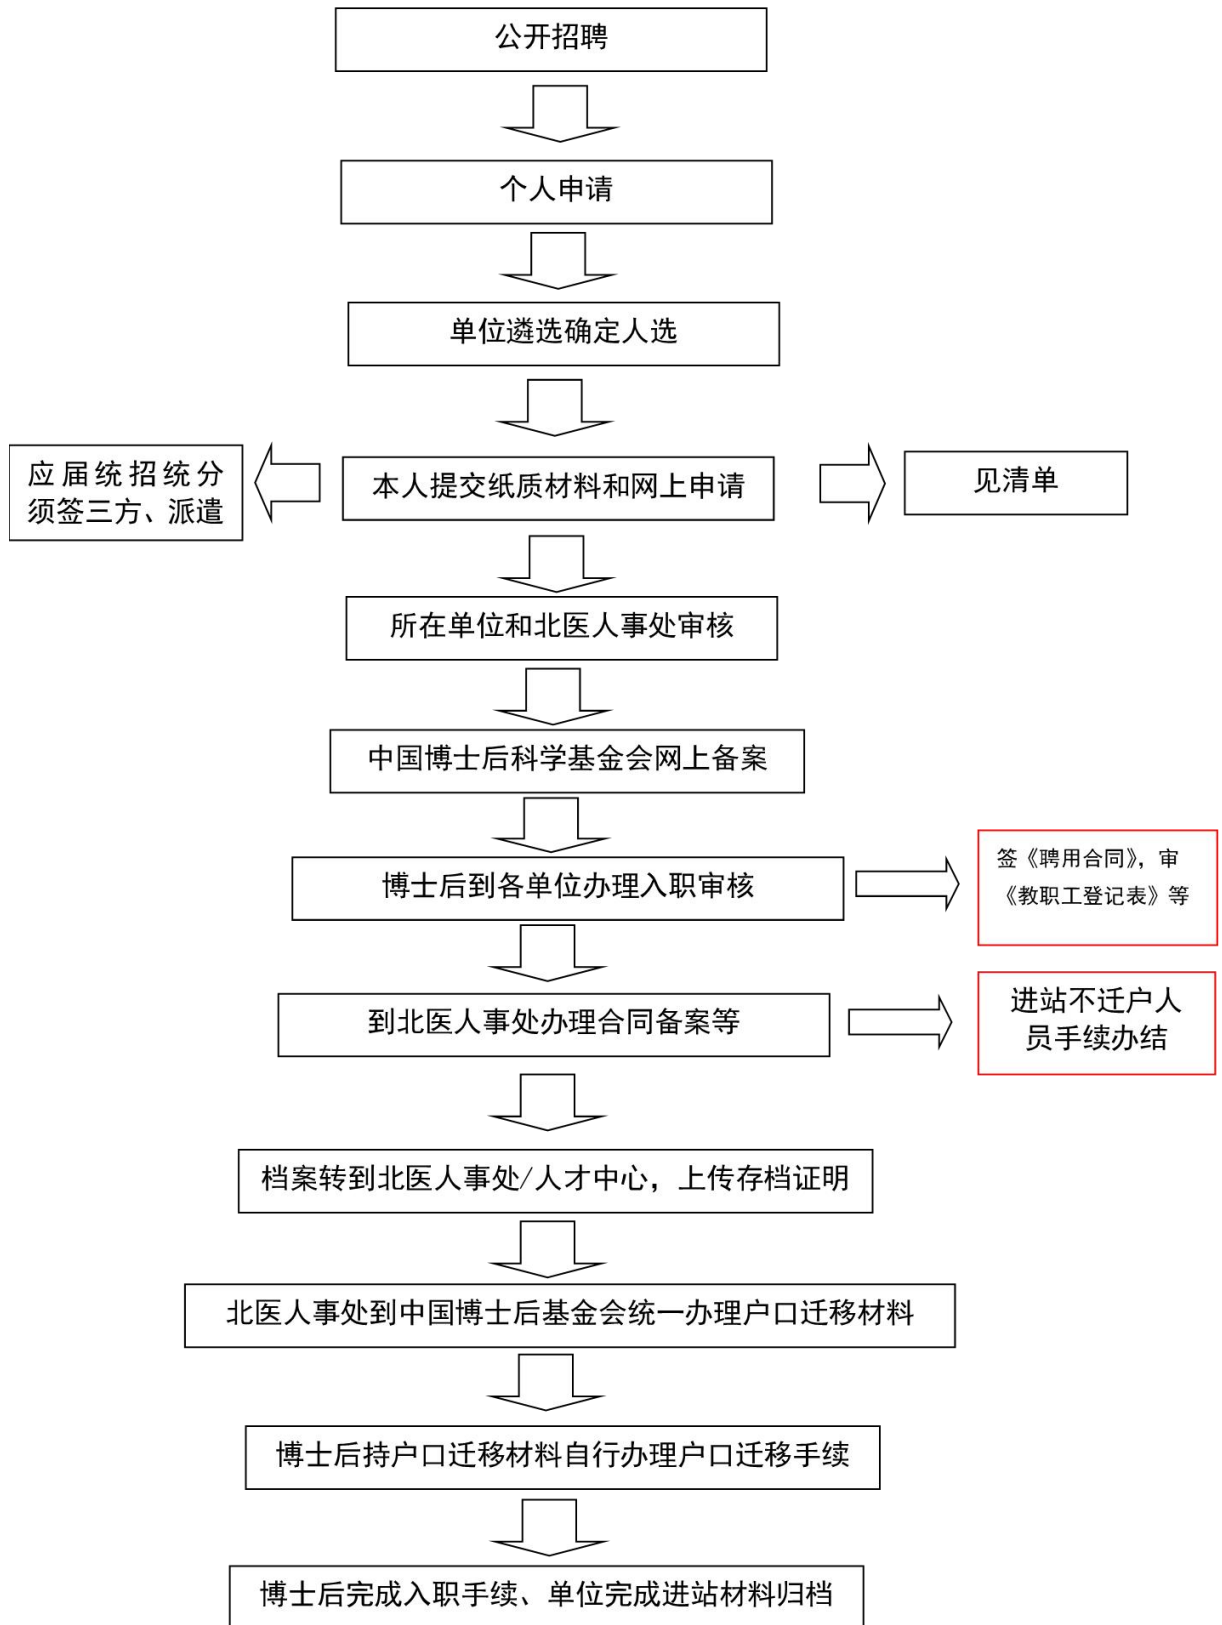 公开招聘
个人申请
单位遴选确定人选
应届统招统分
须签三方、派遣
本人提交纸质材料和网上申请
见清单
所在单位和北医人事处审核
中国博士后科学基金会网上备案
博士后到各单位办理入职审核
签《聘用合同》，审
《教职工登记表》等
到北医人事处办理合同备案等
进站不迁户人
员手续办结
档案转到北医人事处/人才中心，上传存档证明
北医人事处到中国博士后基金会统一办理户口迁移材料
博士后持户口迁移材料自行办理户口迁移手续
博士后完成入职手续、单位完成进站材料归档